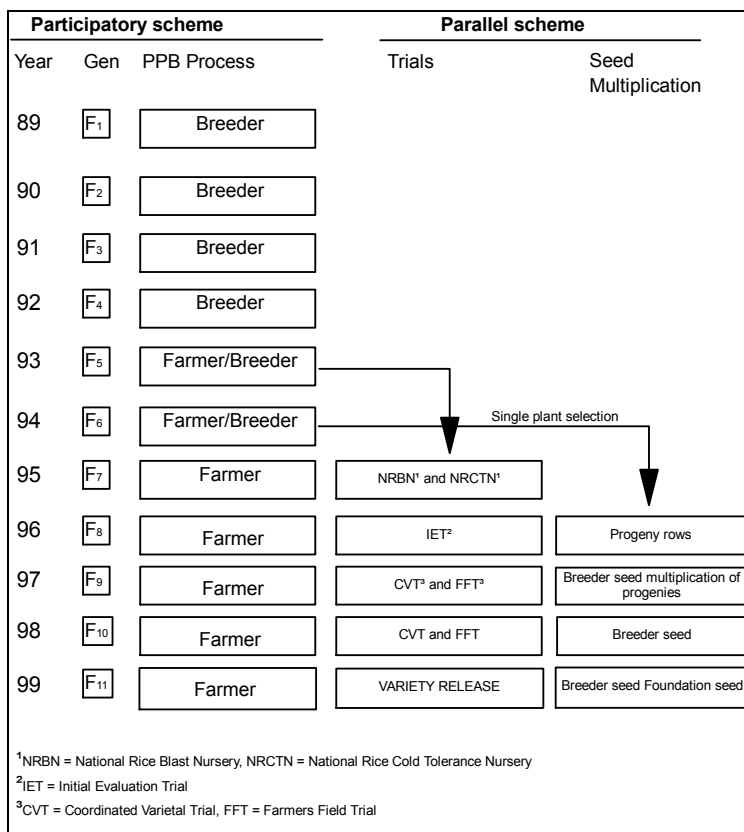 Participatory scheme Parallel scheme
Year Gen PPB Process Trials Seed
Multiplication
89 F₁ Breeder
90 F₂ Breeder
91 F₃ Breeder
92 F₄ Breeder
93 F₅ Farmer/Breeder
94 F₆ Farmer/Breeder Single plant selection
95 F₇ Farmer NRBN¹ and NRCTN¹
96 F₈ Farmer IET² Progeny rows
97 F₉ Farmer CVT³ and FFT³ Breeder seed multiplication of
progenies
98 F₁₀ Farmer CVT and FFT Breeder seed
99 F₁₁ Farmer VARIETY RELEASE Breeder seed Foundation seed
¹NRBN = National Rice Blast Nursery, NRCTN = National Rice Cold Tolerance Nursery
²IET = Initial Evaluation Trial
³CVT = Coordinated Varietal Trial, FFT = Farmers Field Trial